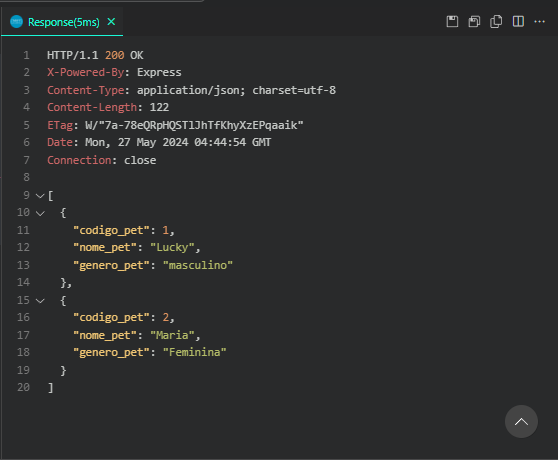 Response(5ms) ×
1 HTTP/1.1 200 OK
2 X-Powered-By: Express
3 Content-Type: application/json; charset=utf-8
4 Content-Length: 122
5 ETag: W/"7a-78eQRpHQSTlJhTfKhyXzEPqaaik"
6 Date: Mon, 27 May 2024 04:44:54 GMT
7 Connection: close
8
9 [
10 {
11 "codigo_pet": 1,
12 "nome_pet": "Lucky",
13 "genero_pet": "masculino"
14 },
15 {
16 "codigo_pet": 2,
17 "nome_pet": "Maria",
18 "genero_pet": "Feminina"
19 }
20 ]